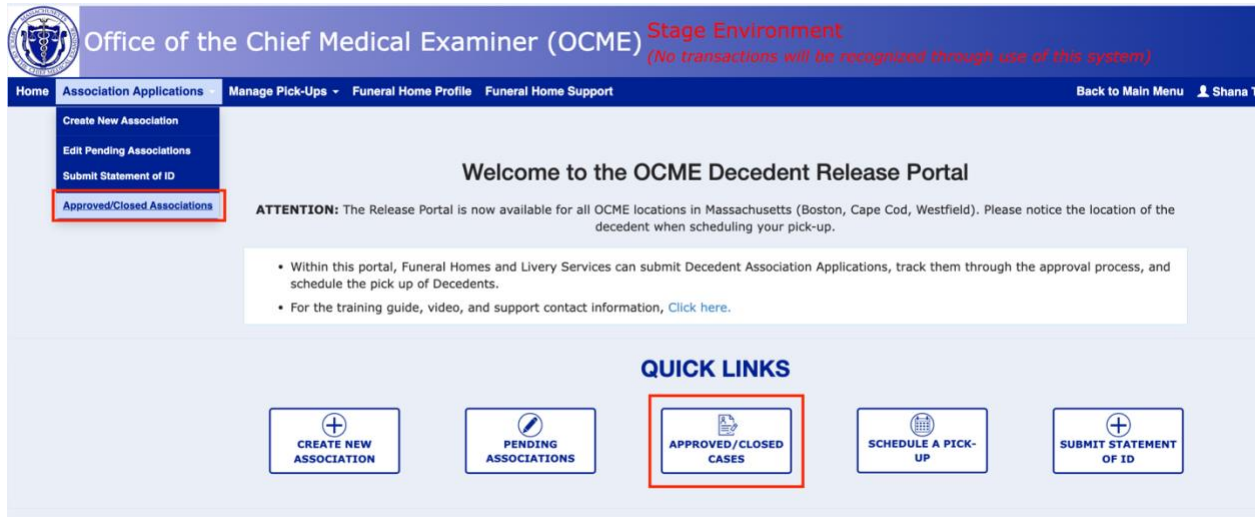 Office of the Chief Medical Examiner (OCME)
Stage Environment
(No transactions will be recognized through use of this system)
Home Association Applications Manage Pick-Ups Funeral Home Profile Funeral Home Support Back to Main Menu Shana T
Create New Association
Edit Pending Associations
Submit Statement of ID
Approved/Closed Associations
Welcome to the OCME Decedent Release Portal
ATTENTION: The Release Portal is now available for all OCME locations in Massachusetts (Boston, Cape Cod, Westfield). Please notice the location of the
decedent when scheduling your pick-up.
• Within this portal, Funeral Homes and Livery Services can submit Decedent Association Applications, track them through the approval process, and
schedule the pick up of Decedents.
• For the training guide, video, and support contact information, Click here.
QUICK LINKS
CREATE NEW
ASSOCIATION
PENDING
ASSOCIATIONS
APPROVED/CLOSED
CASES
SCHEDULE A PICK-
UP
SUBMIT STATEMENT
OF ID